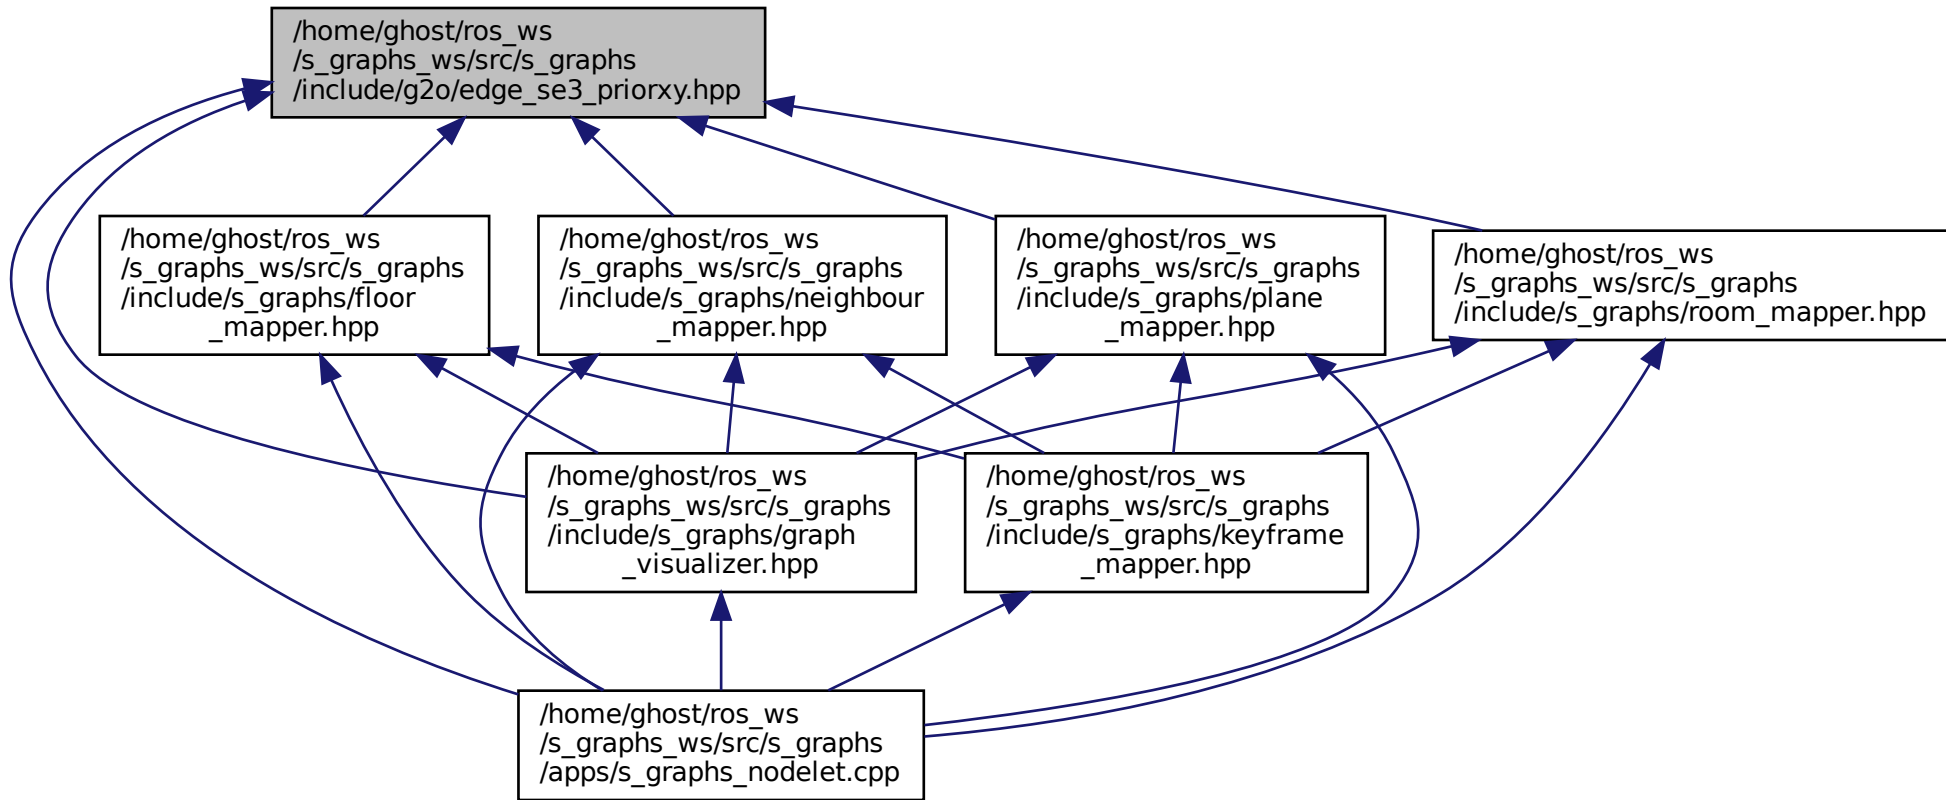 /home/ghost/ros_ws
/s_graphs_ws/src/s_graphs
/include/g2o/edge_se3_priorxy.hpp
/home/ghost/ros_ws
/s_graphs_ws/src/s_graphs
/include/s_graphs/floor
_mapper.hpp
/home/ghost/ros_ws
/s_graphs_ws/src/s_graphs
/include/s_graphs/neighbour
_mapper.hpp
/home/ghost/ros_ws
/s_graphs_ws/src/s_graphs
/include/s_graphs/plane
_mapper.hpp
/home/ghost/ros_ws
/s_graphs_ws/src/s_graphs
/include/s_graphs/room_mapper.hpp
/home/ghost/ros_ws
/s_graphs_ws/src/s_graphs
/include/s_graphs/graph
_visualizer.hpp
/home/ghost/ros_ws
/s_graphs_ws/src/s_graphs
/include/s_graphs/keyframe
_mapper.hpp
/home/ghost/ros_ws
/s_graphs_ws/src/s_graphs
/apps/s_graphs_nodelet.cpp